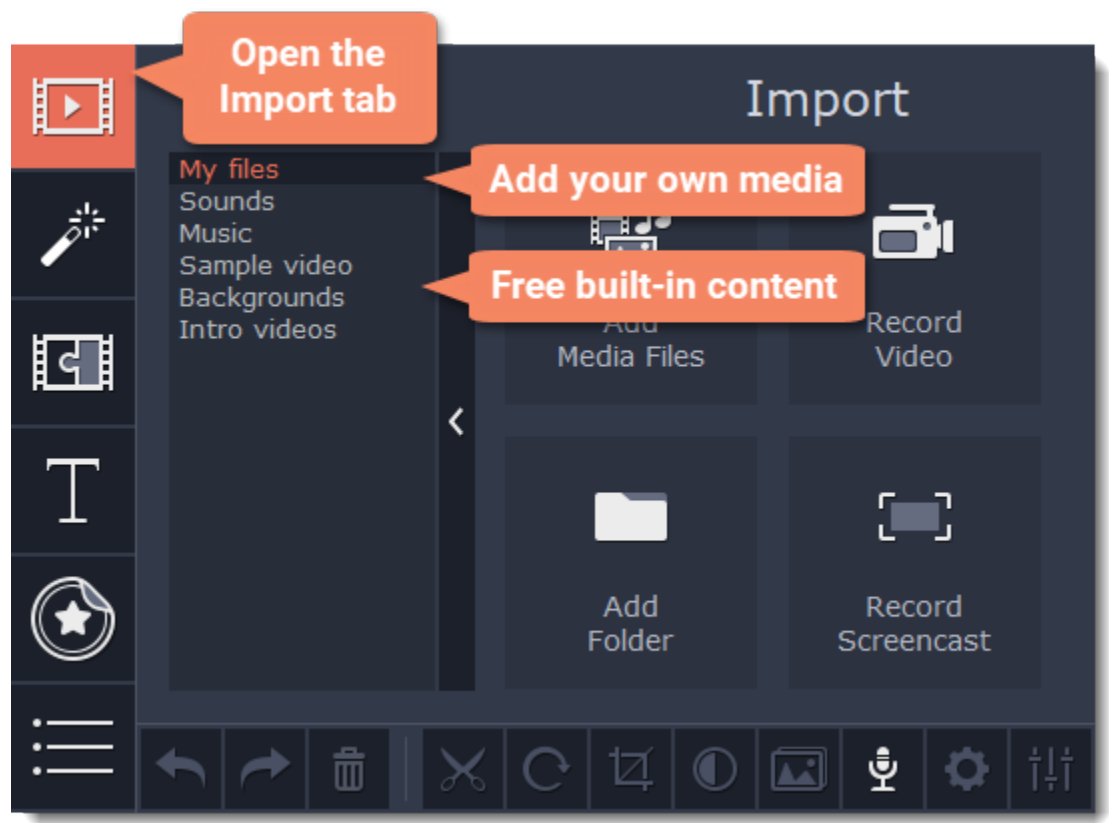 Open the
Import tab
Import
My files
Sounds
Music
Sample video
Backgrounds
Intro videos
Add your own media
Free built-in content
Add
Media Files
Record
Video
Add
Folder
Record
Screencast